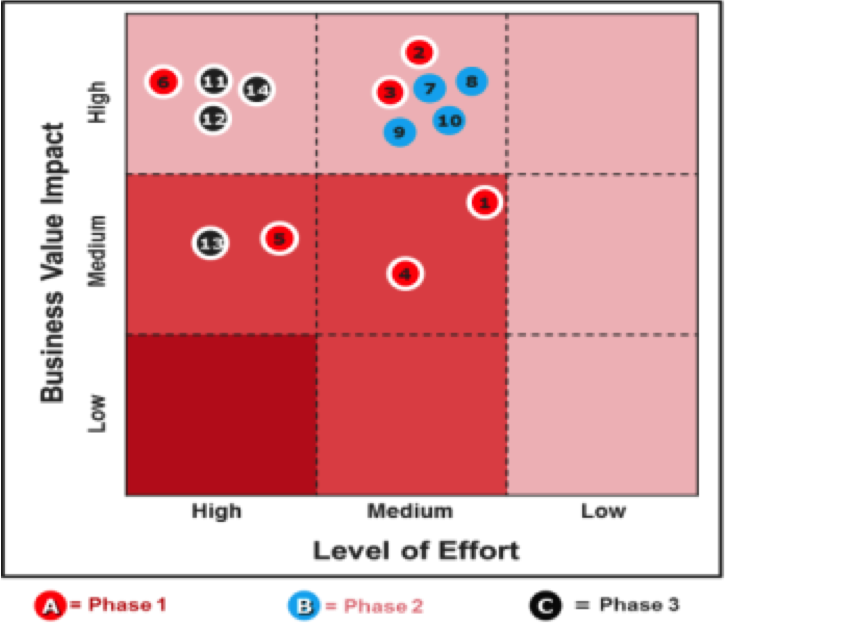 Business Value Impact
High
Medium
Low
2
6
11
14
3
7
8
12
9
10
1
13
5
4
High Medium Low
Level of Effort
A = Phase 1 B = Phase 2 C = Phase 3